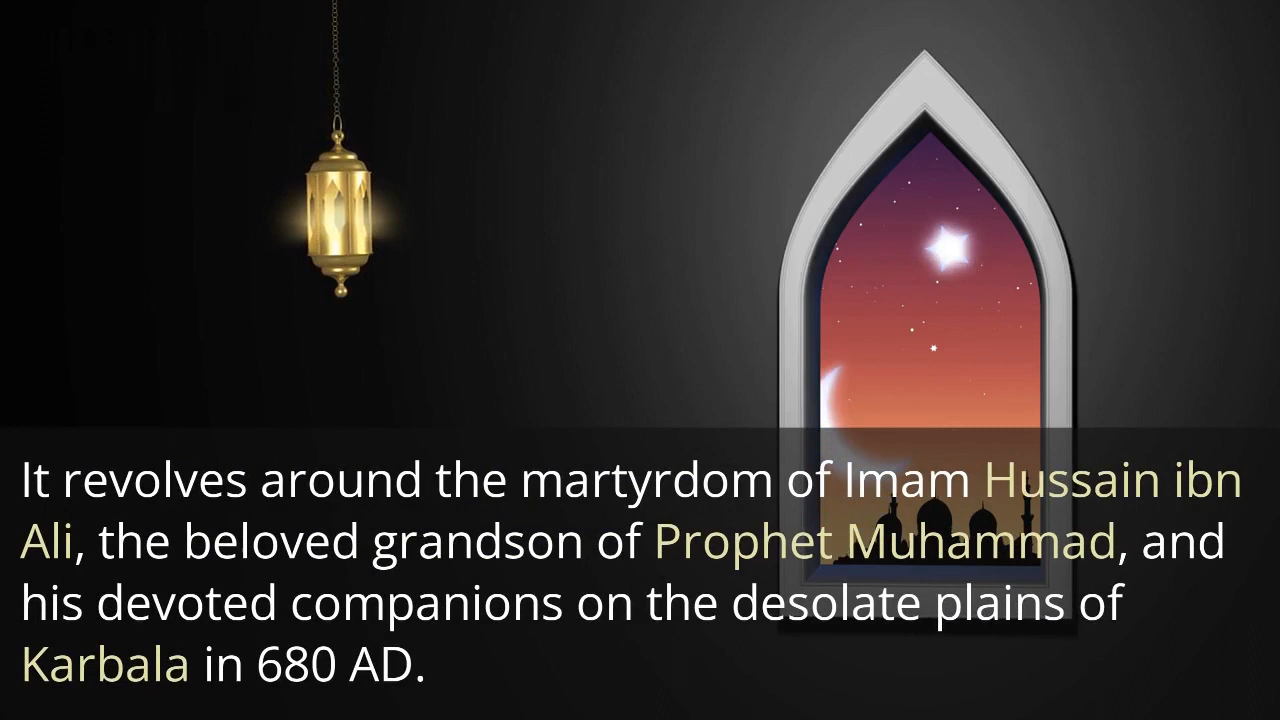 It revolves around the martyrdom of Imam Hussain ibn
Ali, the beloved grandson of Prophet Muhammad, and
his devoted companions on the desolate plains of
Karbala in 680 AD.